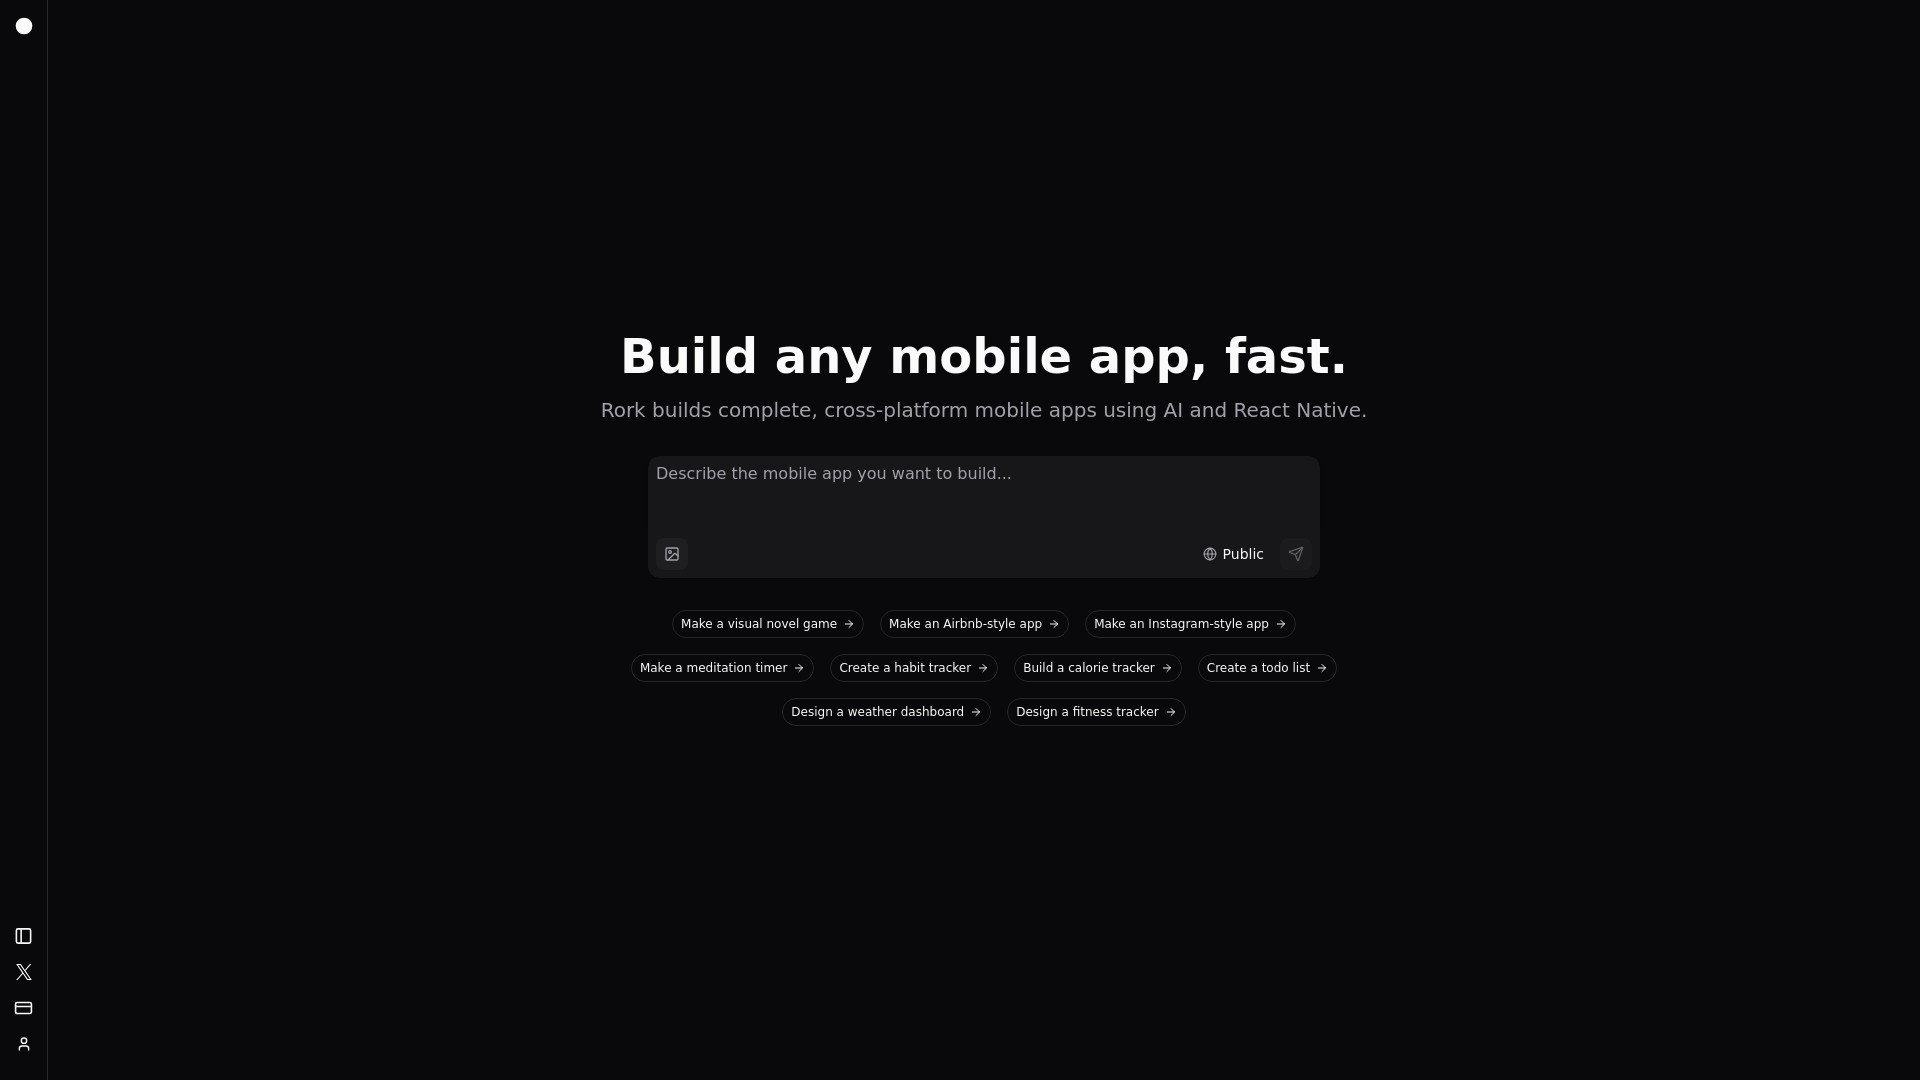 Build any mobile app, fast.
Rork builds complete, cross-platform mobile apps using AI and React Native.
Describe the mobile app you want to build...
Public
Make a visual novel game
Make an Airbnb-style app
Make an Instagram-style app
Make a meditation timer
Create a habit tracker
Build a calorie tracker
Create a todo list
Design a weather dashboard
Design a fitness tracker